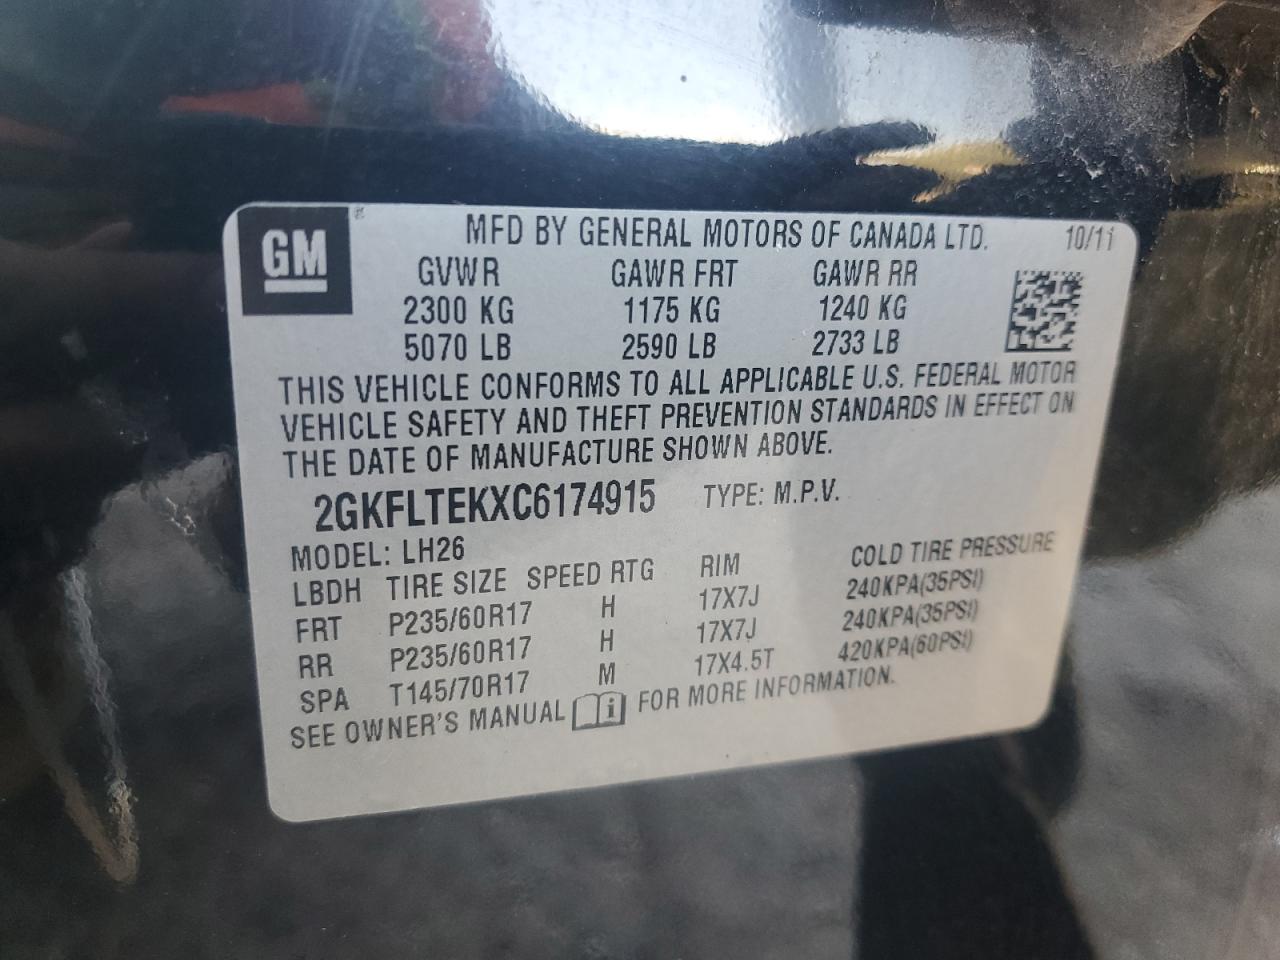 GM ®
MFD BY GENERAL MOTORS OF CANADA LTD. 10/11
GVWR GAWR FRT GAWR RR
2300 KG 1175 KG 1240 KG
5070 LB 2590 LB 2733 LB
THIS VEHICLE CONFORMS TO ALL APPLICABLE U.S. FEDERAL MOTOR
VEHICLE SAFETY AND THEFT PREVENTION STANDARDS IN EFFECT ON
THE DATE OF MANUFACTURE SHOWN ABOVE.
2GKFLTEKXC6174915 TYPE: M.P.V.
MODEL: LH26
LBDH TIRE SIZE SPEED RTG RIM COLD TIRE PRESSURE
FRT P235/60R17 H 17X7J 240KPA(35PSI)
RR P235/60R17 H 17X7J 240KPA(35PSI)
SPA T145/70R17 M 17X4.5T 420KPA(60PSI)
SEE OWNER'S MANUAL i FOR MORE INFORMATION.